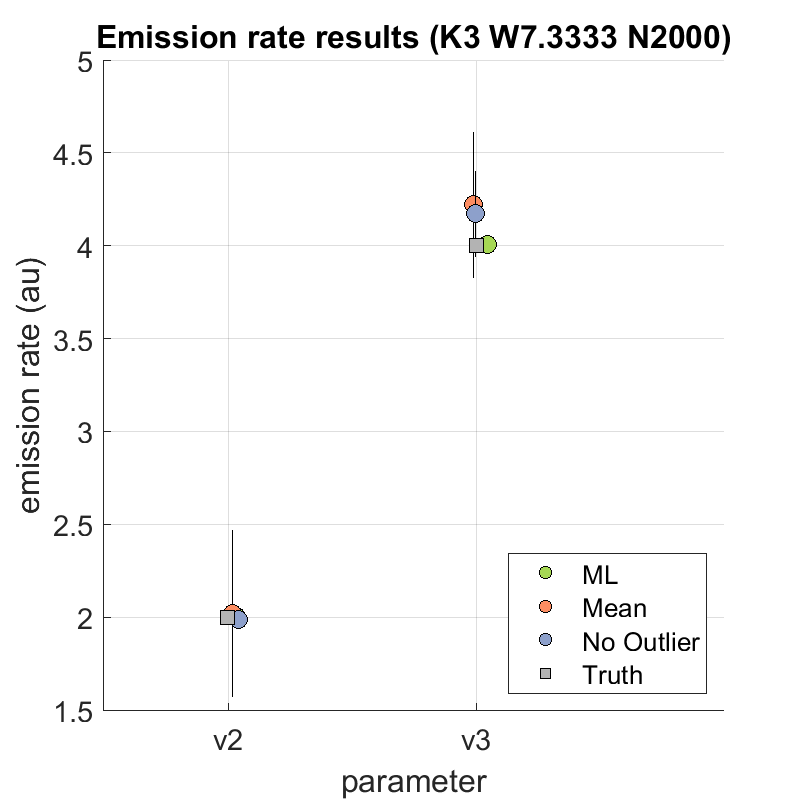 Emission rate results (K3 W7.3333 N2000)
5
4.5
4
3.5
3
2.5
2
1.5
emission rate (au)
v2 v3
parameter
ML
Mean
No Outlier
Truth